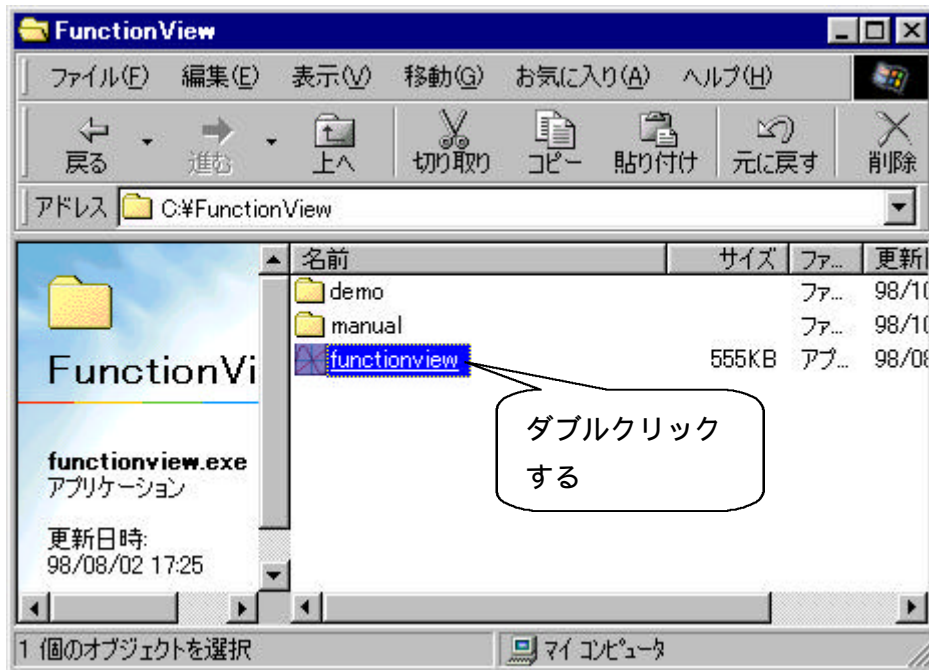 FunctionView
ファイル(F) 編集(E) 表示(V) 移動(G) お気に入り(A) ヘルプ(H)
戻る 進む 上へ 切り取り コピー 貼り付け 元に戻す 削除
アドレス C:¥FunctionView
名前 サイズ ファ... 更新
demo ファ... 98/10
manual ファ... 98/10
functionview 555KB アプ... 98/08
FunctionVi
functionview.exe
アプリケーション
更新日時:
98/08/02 17:25
ダブルクリック
する
1 個のオブジェクトを選択 マイ コンピュータ